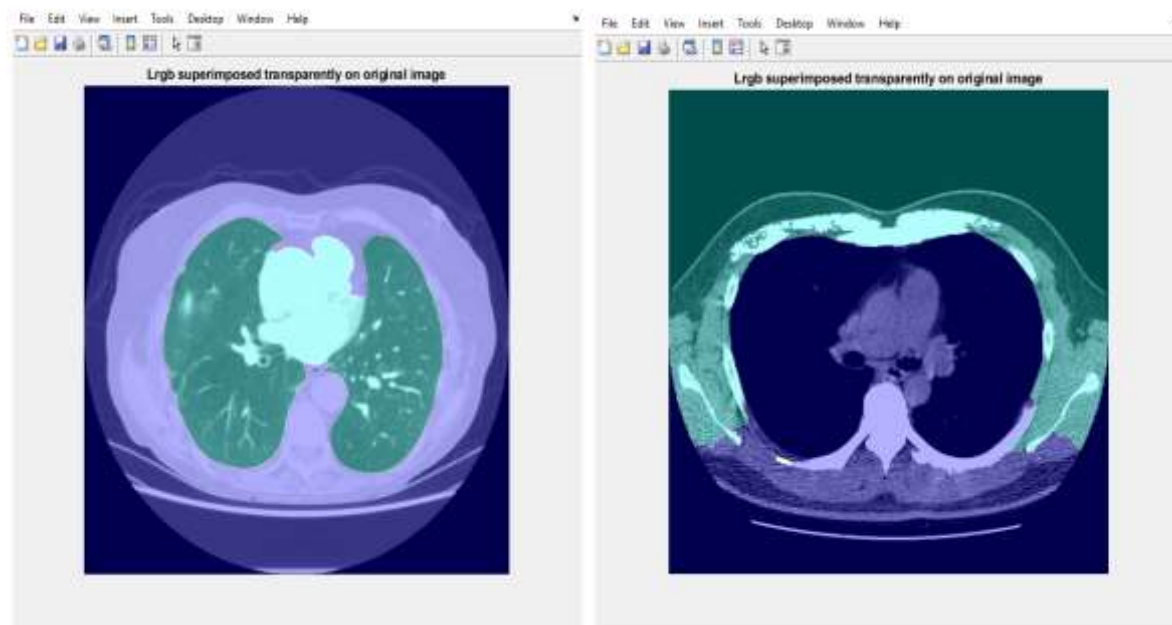 File Edit View Insert Tools Desktop Window Help
Lrgb superimposed transparently on original image
File Edit View Insert Tools Desktop Window Help
Lrgb superimposed transparently on original image